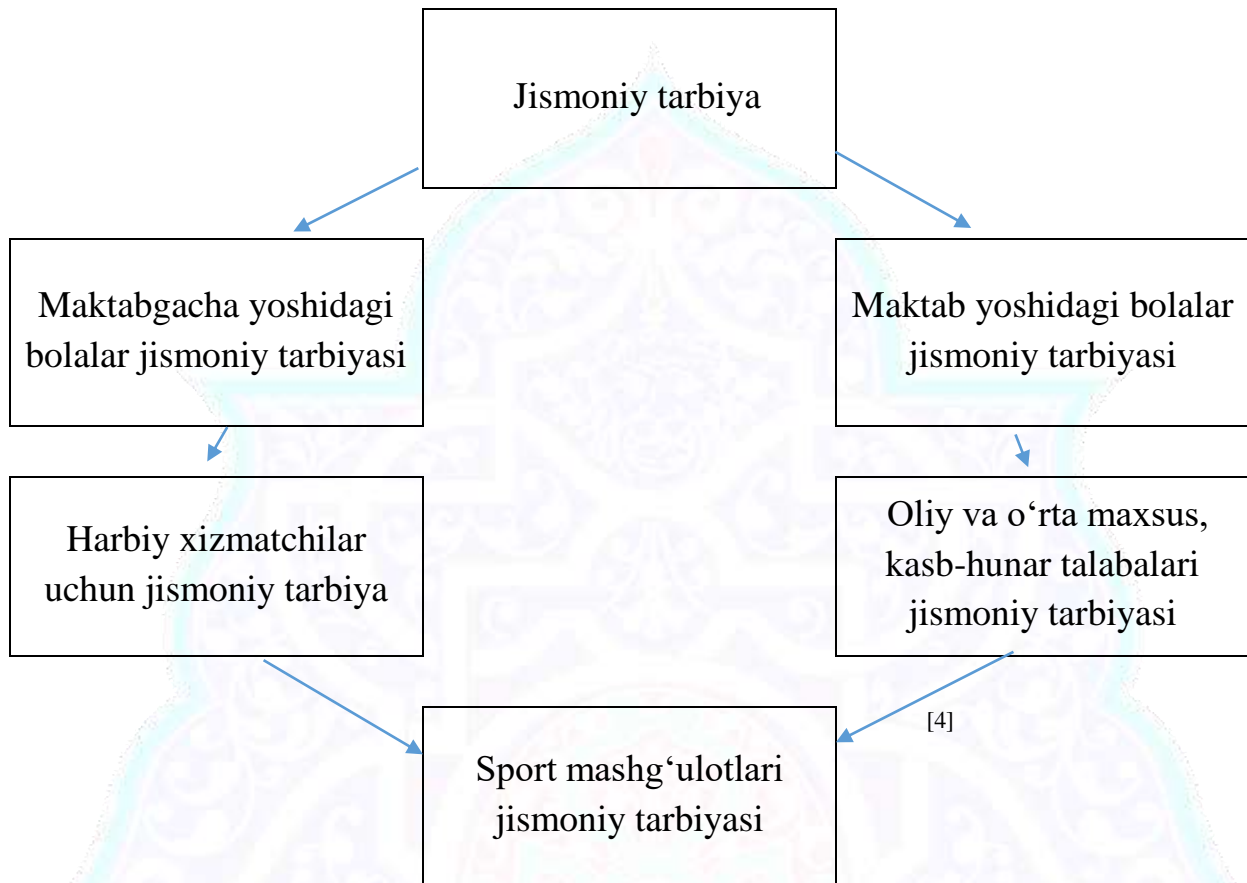 Jismoniy tarbiya
Maktabgacha yoshidagi
bolalar jismoniy tarbiyasi
Maktab yoshidagi bolalar
jismoniy tarbiyasi
Harbiy xizmatchilar
uchun jismoniy tarbiya
Oliy va o‘rta maxsus,
kasb-hunar talabalari
jismoniy tarbiyasi
[4]
Sport mashg‘ulotlari
jismoniy tarbiyasi